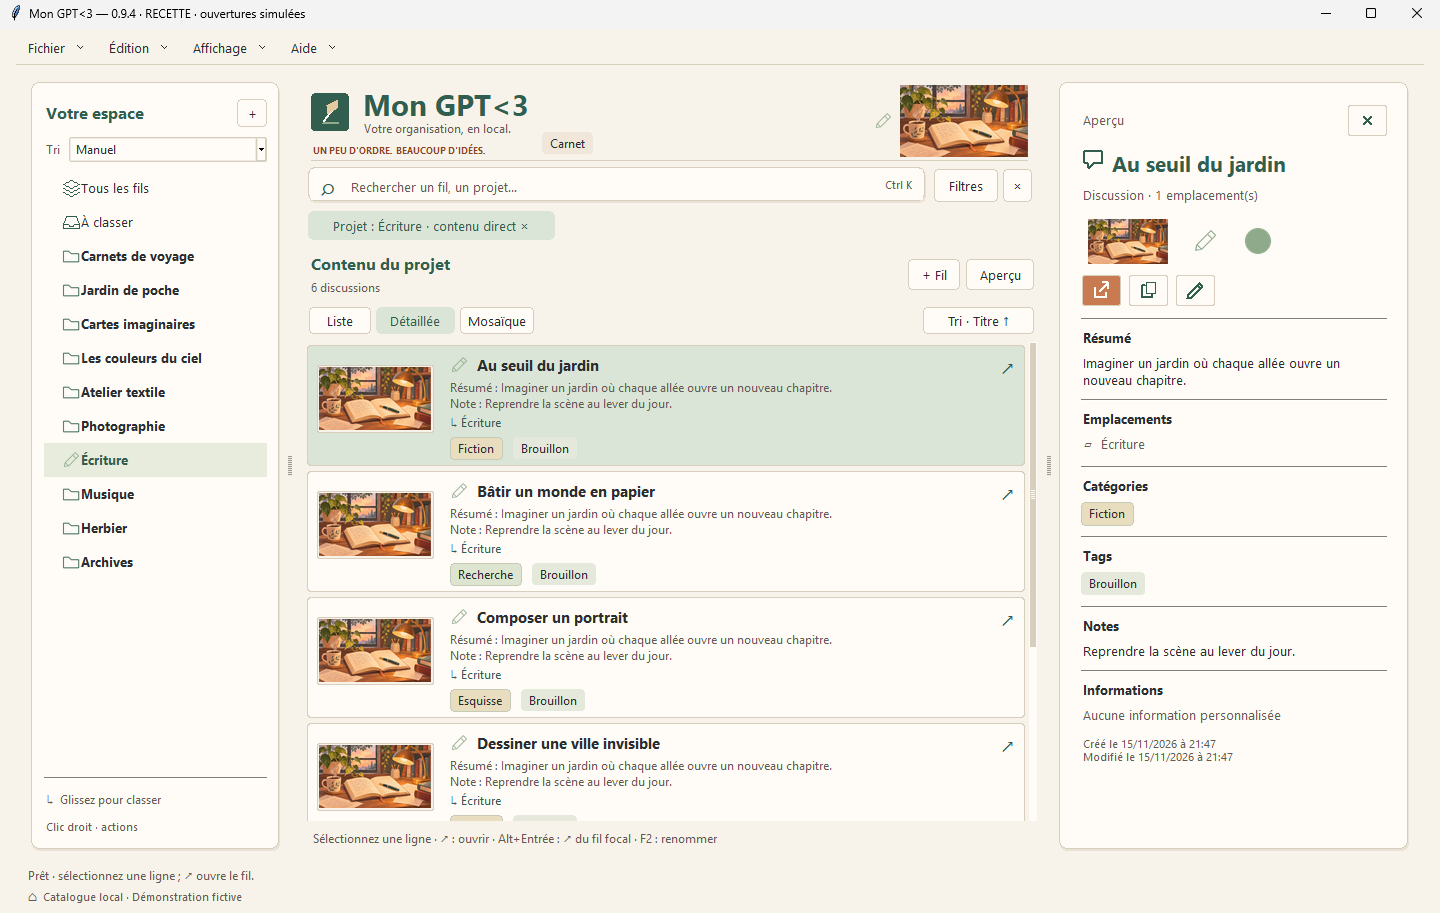 Mon GPT<3 — 0.9.4 · RECETTE · ouvertures simulées
Fichier Édition Affichage Aide
Votre espace
+
Tri Manuel
Tous les fils
À classer
Carnets de voyage
Jardin de poche
Cartes imaginaires
Les couleurs du ciel
Atelier textile
Photographie
Écriture
Musique
Herbier
Archives
↳ Glissez pour classer
Clic droit · actions
Mon GPT<3
Votre organisation, en local.
UN PEU D'ORDRE. BEAUCOUP D'IDÉES.
Carnet
Rechercher un fil, un projet... Ctrl K
Filtres ×
Projet : Écriture · contenu direct ×
Contenu du projet
6 discussions
+ Fil Aperçu
Liste Détaillée Mosaïque Tri · Titre ↑
Au seuil du jardin ↗
Résumé : Imaginer un jardin où chaque allée ouvre un nouveau chapitre.
Note : Reprendre la scène au lever du jour.
↳ Écriture
Fiction Brouillon
Bâtir un monde en papier ↗
Résumé : Imaginer un jardin où chaque allée ouvre un nouveau chapitre.
Note : Reprendre la scène au lever du jour.
↳ Écriture
Recherche Brouillon
Composer un portrait ↗
Résumé : Imaginer un jardin où chaque allée ouvre un nouveau chapitre.
Note : Reprendre la scène au lever du jour.
↳ Écriture
Esquisse Brouillon
Dessiner une ville invisible ↗
Résumé : Imaginer un jardin où chaque allée ouvre un nouveau chapitre.
Note : Reprendre la scène au lever du jour.
↳ Écriture
Sélectionnez une ligne · ↗ : ouvrir · Alt+Entrée : ↗ du fil focal · F2 : renommer
Aperçu
×
Au seuil du jardin
Discussion · 1 emplacement(s)
Résumé
Imaginer un jardin où chaque allée ouvre un
nouveau chapitre.
Emplacements
Écriture
Catégories
Fiction
Tags
Brouillon
Notes
Reprendre la scène au lever du jour.
Informations
Aucune information personnalisée
Créé le 15/11/2026 à 21:47
Modifié le 15/11/2026 à 21:47
Prêt · sélectionnez une ligne ; ↗ ouvre le fil.
⌂ Catalogue local · Démonstration fictive